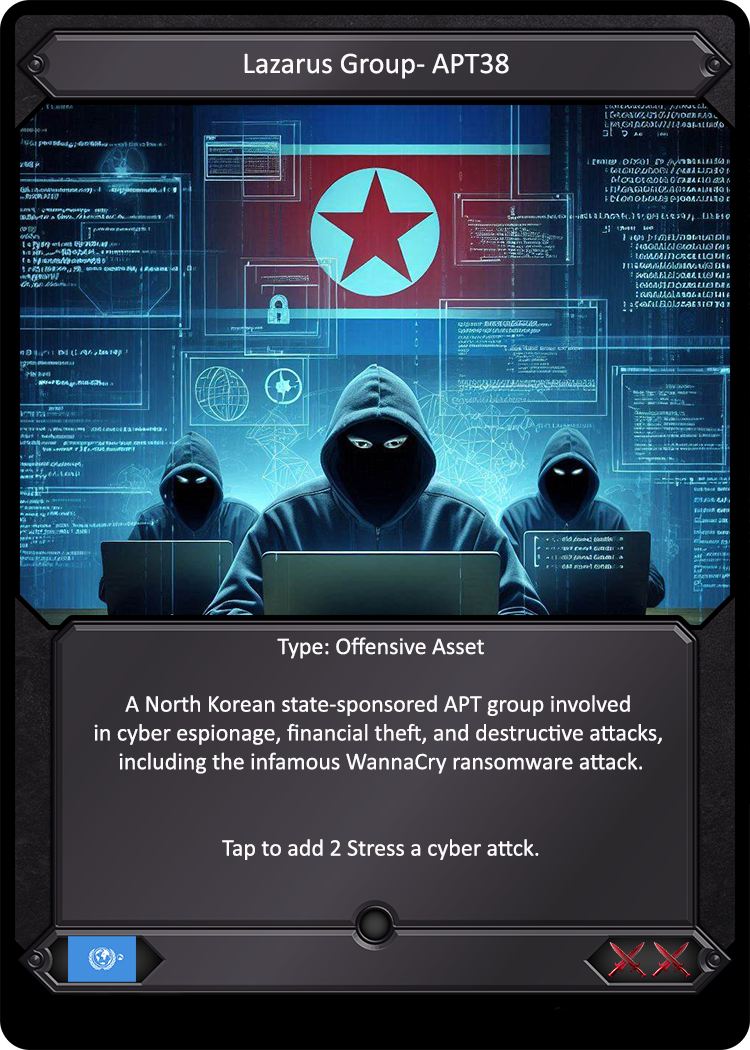 Lazarus Group- APT38
Type: Offensive Asset
A North Korean state-sponsored APT group involved
in cyber espionage, financial theft, and destructive attacks,
including the infamous WannaCry ransomware attack.
Tap to add 2 Stress a cyber attck.